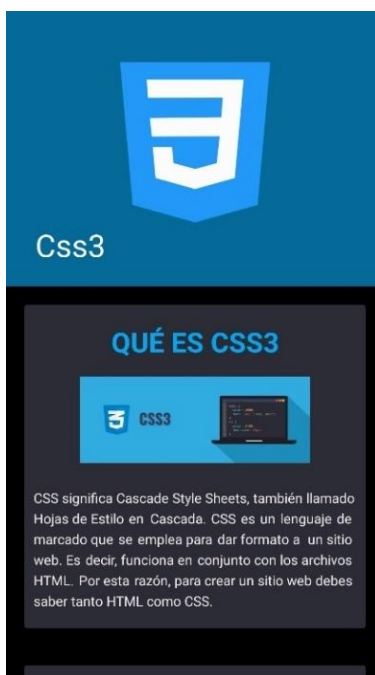 Css3
QUÉ ES CSS3
CSS3
CSS significa Cascade Style Sheets, también llamado
Hojas de Estilo en Cascada. CSS es un lenguaje de
marcado que se emplea para dar formato a un sitio
web. Es decir, funciona en conjunto con los archivos
HTML. Por esta razón, para crear un sitio web debes
saber tanto HTML como CSS.